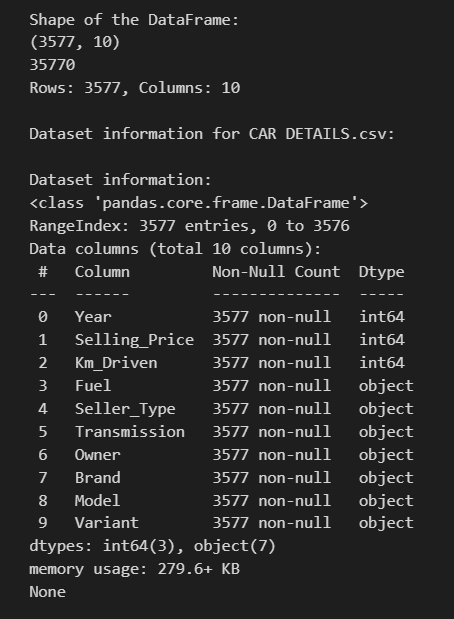 Shape of the DataFrame:
(3577, 10)
35770
Rows: 3577, Columns: 10
Dataset information for CAR DETAILS.csv:
Dataset information:
<class 'pandas.core.frame.DataFrame'>
RangeIndex: 3577 entries, 0 to 3576
Data columns (total 10 columns):
 #   Column         Non-Null Count  Dtype
---  ------         --------------  -----
 0   Year           3577 non-null   int64
 1   Selling_Price  3577 non-null   int64
 2   Km_Driven      3577 non-null   int64
 3   Fuel           3577 non-null   object
 4   Seller_Type    3577 non-null   object
 5   Transmission   3577 non-null   object
 6   Owner          3577 non-null   object
 7   Brand          3577 non-null   object
 8   Model          3577 non-null   object
 9   Variant        3577 non-null   object
dtypes: int64(3), object(7)
memory usage: 279.6+ KB
None